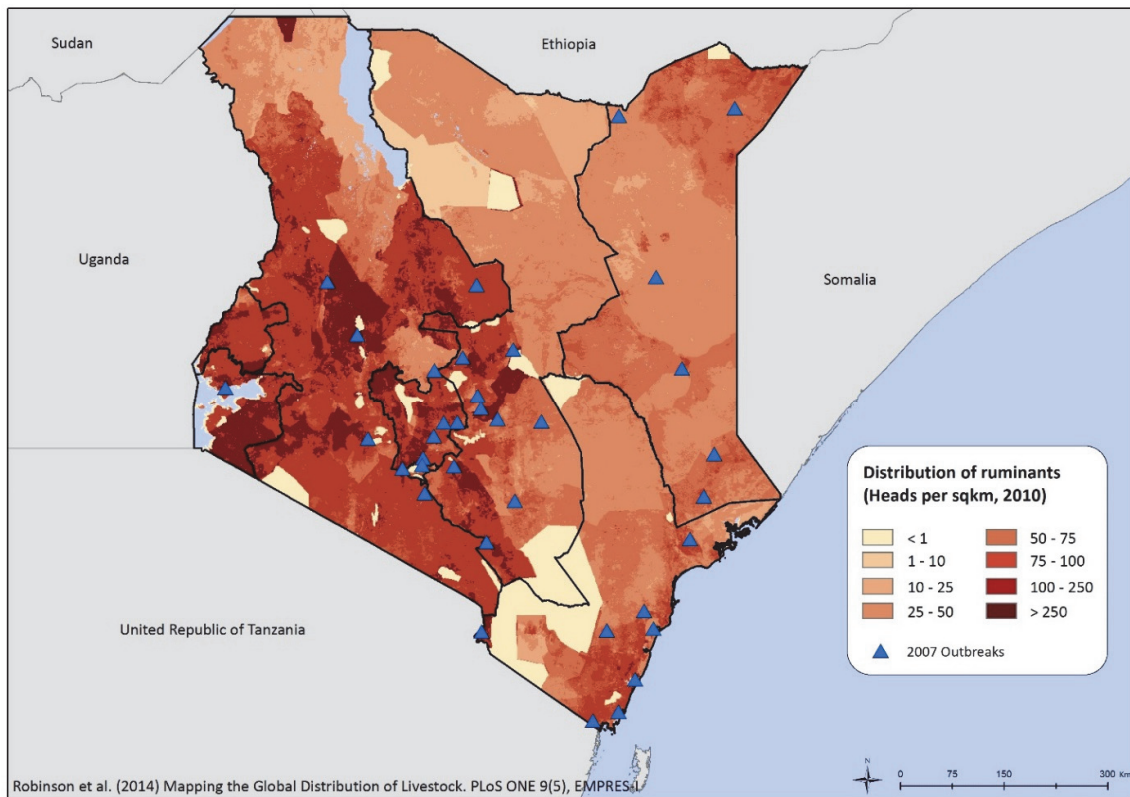 Sudan
Ethiopia
Uganda
Somalia
United Republic of Tanzania
Distribution of ruminants
(Heads per sqkm, 2010)
< 1
50 - 75
1 - 10
75 - 100
10 - 25
100 - 250
25 - 50
> 250
2007 Outbreaks
N
0 75 150 300 Km
Robinson et al. (2014) Mapping the Global Distribution of Livestock. PLoS ONE 9(5), EMPRES-i